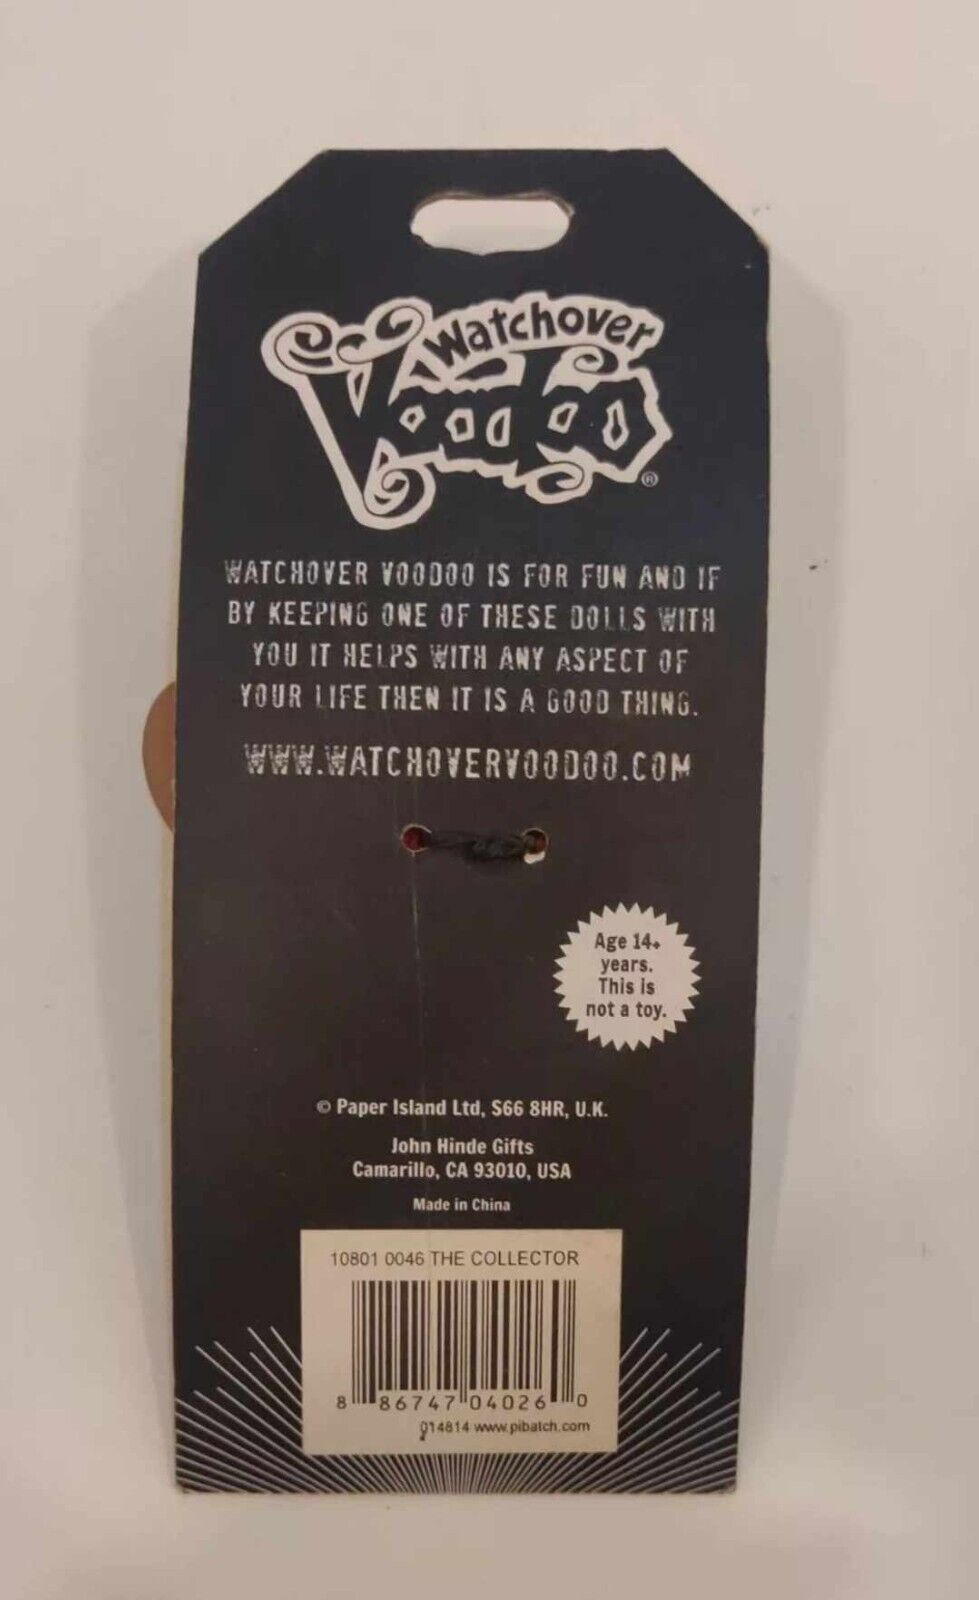 Watchover
Voodoo
®
WATCHOVER VOODOO IS FOR FUN AND IF
BY KEEPING ONE OF THESE DOLLS WITH
YOU IT HELPS WITH ANY ASPECT OF
YOUR LIFE THEN IT IS A GOOD THING.
WWW.WATCHOVERVOODOO.COM
Age 14+
years.
This is
not a toy.
© Paper Island Ltd, S66 8HR, U.K.
John Hinde Gifts
Camarillo, CA 93010, USA
Made in China
10801 0046 THE COLLECTOR
8 86747 04026 0
014814 www.pibatch.com